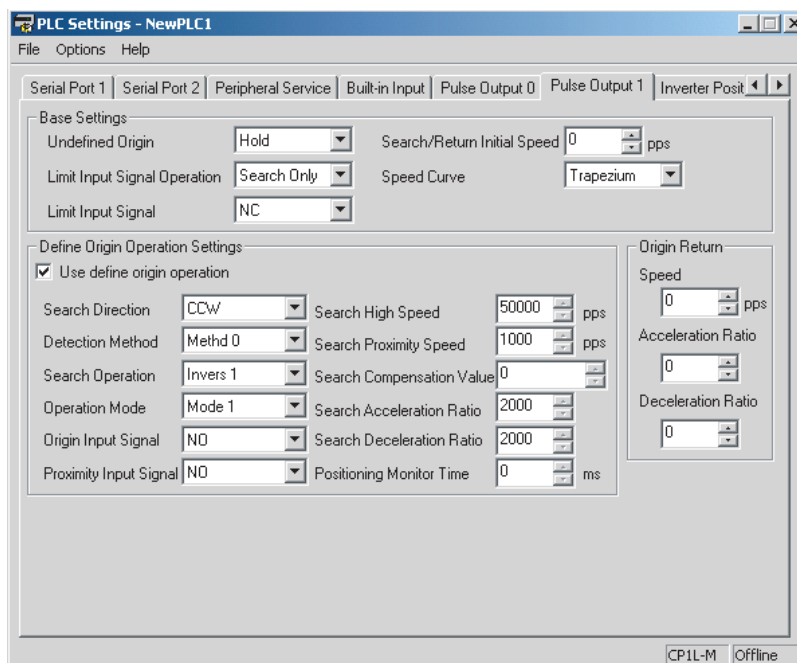 PLC Settings - NewPLC1
File Options Help
Serial Port 1 Serial Port 2 Peripheral Service Built-in Input Pulse Output 0 Pulse Output 1 Inverter Posit
Base Settings
Undefined Origin Hold Search/Return Initial Speed 0 pps
Limit Input Signal Operation Search Only Speed Curve Trapezium
Limit Input Signal NC
Define Origin Operation Settings
Use define origin operation
Search Direction CCW Search High Speed 50000 pps
Detection Method Methd 0 Search Proximity Speed 1000 pps
Search Operation Invers 1 Search Compensation Value 0
Operation Mode Mode 1 Search Acceleration Ratio 2000
Origin Input Signal NO Search Deceleration Ratio 2000
Proximity Input Signal NO Positioning Monitor Time 0 ms
Origin Return
Speed
0 pps
Acceleration Ratio
0
Deceleration Ratio
0
CP1L-M Offline